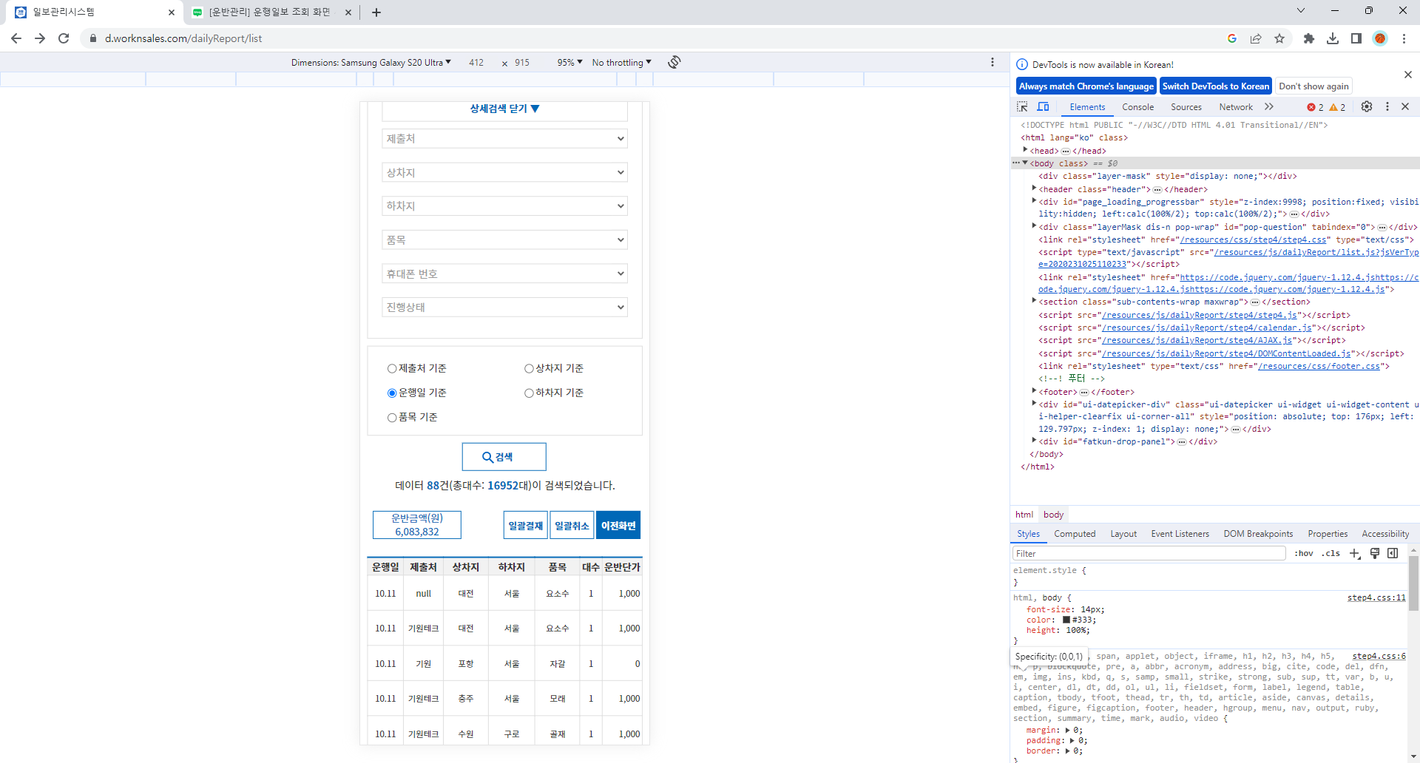 일보관리시스템
[운반관리] 운행일보 조회 화면
d.worknsales.com/dailyReport/list
Dimensions: Samsung Galaxy S20 Ultra ▼ 412 × 915 95% ▼ No throttling ▼
상세검색 닫기 ▼
제출처
상차지
하차지
품목
휴대폰 번호
진행상태
제출처 기준 상차지 기준
운행일 기준 하차지 기준
품목 기준
검색
데이터 88건(총대수: 16952대)이 검색되었습니다.
운반금액(원)
6,083,832
일괄결재 일괄취소 이전화면
운행일 제출처 상차지 하차지 품목 대수 운반단가
10.11 null 대전 서울 요소수 1 1,000
10.11 기원테크 대전 서울 요소수 1 1,000
10.11 기원 포항 서울 자갈 1 0
10.11 기원테크 충주 서울 모래 1 1,000
10.11 기원테크 수원 구로 골재 1 1,000
DevTools is now available in Korean!
Always match Chrome's language Switch DevTools to Korean Don't show again
Elements Console Sources Network 2 2
<!DOCTYPE html PUBLIC "-//W3C//DTD HTML 4.01 Transitional//EN">
<html lang="ko" class>
<head> … </head>
<body class> == $0
<div class="layer-mask" style="display: none;"></div>
<header class="header"> … </header>
<div id="page_loading_progressbar" style="z-index:9998; position:fixed; visibi
lity:hidden; left:calc(100%/2); top:calc(100%/2);"> … </div>
<div class="layerMask dis-n pop-wrap" id="pop-question" tabindex="0"> … </div>
<link rel="stylesheet" href="/resources/css/step4/step4.css" type="text/css">
<script type="text/javascript" src="/resources/js/dailyReport/list.js?jsVerTyp
e=2020231025110233"></script>
<link rel="stylesheet" href="https://code.jquery.com/jquery-1.12.4.jshttps://c
ode.jquery.com/jquery-1.12.4.jshttps://code.jquery.com/jquery-1.12.4.js">
<section class="sub-contents-wrap maxwrap"> … </section>
<script src="/resources/js/dailyReport/step4/step4.js"></script>
<script src="/resources/js/dailyReport/step4/calendar.js"></script>
<script src="/resources/js/dailyReport/step4/AJAX.js"></script>
<script src="/resources/js/dailyReport/step4/DOMContentLoaded.js"></script>
<link rel="stylesheet" type="text/css" href="/resources/css/footer.css">
<!--! 푸터 -->
<footer> … </footer>
<div id="ui-datepicker-div" class="ui-datepicker ui-widget ui-widget-content u
i-helper-clearfix ui-corner-all" style="position: absolute; top: 176px; left:
129.797px; z-index: 1; display: none;"> … </div>
<div id="fatkun-drop-panel"> … </div>
</body>
</html>
html body
Styles Computed Layout Event Listeners DOM Breakpoints Properties Accessibility
Filter :hov .cls
element.style {
}
html, body { step4.css:11
font-size: 14px;
color: #333;
height: 100%;
}
Specificity: (0,0,1) , span, applet, object, iframe, h1, h2, h3, h4, h5, step4.css:6
p, blockquote, pre, a, abbr, acronym, address, big, cite, code, del, dfn,
em, img, ins, kbd, q, s, samp, small, strike, strong, sub, sup, tt, var, b, u,
i, center, dl, dt, dd, ol, ul, li, fieldset, form, label, legend, table,
caption, tbody, tfoot, thead, tr, th, td, article, aside, canvas, details,
embed, figure, figcaption, footer, header, hgroup, menu, nav, output, ruby,
section, summary, time, mark, audio, video {
margin: 0;
padding: 0;
border: 0;